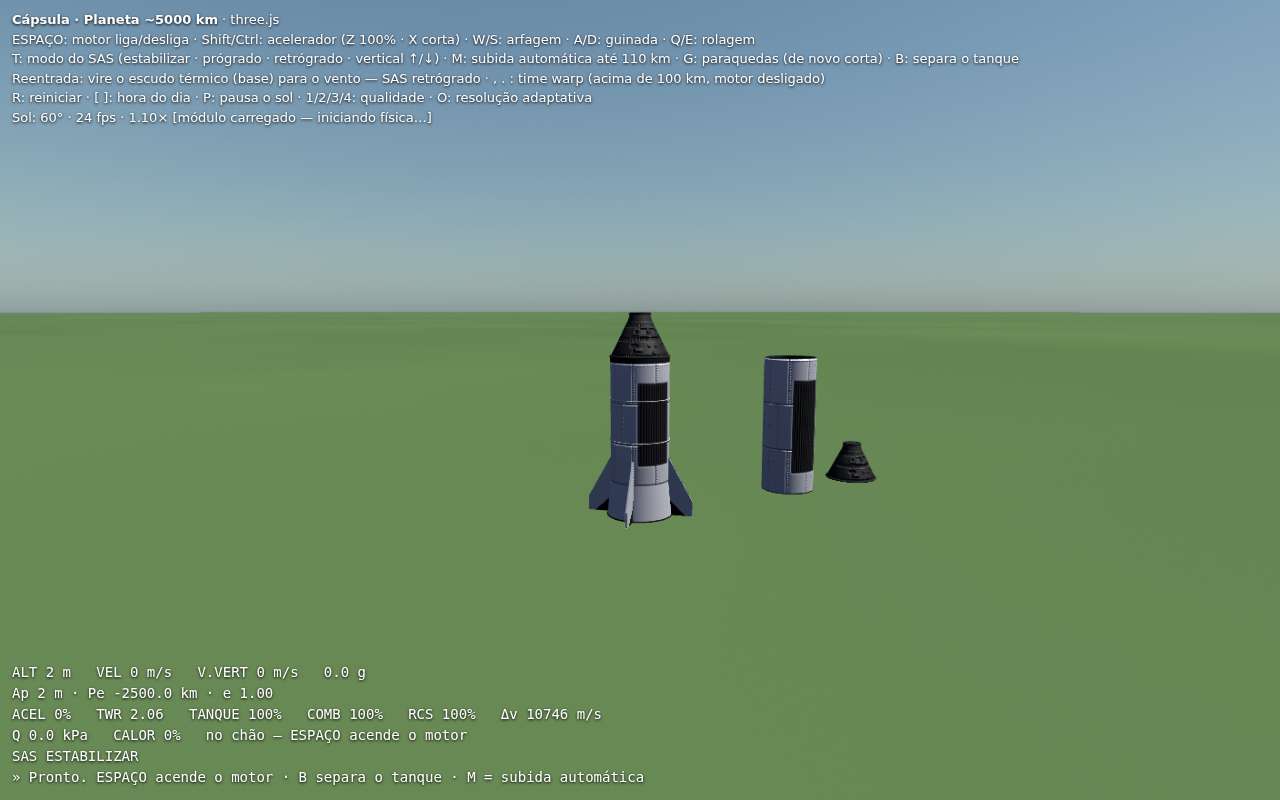 Cápsula · Planeta ~5000 km · three.js
ESPAÇO: motor liga/desliga · Shift/Ctrl: acelerador (Z 100% · X corta) · W/S: arfagem · A/D: guinada · Q/E: rolagem
T: modo do SAS (estabilizar · prógrado · retrógrado · vertical ↑/↓) · M: subida automática até 110 km · G: paraquedas (de novo corta) · B: separa o tanque
Reentrada: vire o escudo térmico (base) para o vento — SAS retrógrado · , . : time warp (acima de 100 km, motor desligado)
R: reiniciar · [ ]: hora do dia · P: pausa o sol · 1/2/3/4: qualidade · O: resolução adaptativa
Sol: 60° · 24 fps · 1.10× [módulo carregado — iniciando física…]
ALT 2 m   VEL 0 m/s   V.VERT 0 m/s   0.0 g
Ap 2 m · Pe -2500.0 km · e 1.00
ACEL 0%   TWR 2.06   TANQUE 100%   COMB 100%   RCS 100%   Δv 10746 m/s
Q 0.0 kPa   CALOR 0%   no chão — ESPAÇO acende o motor
SAS ESTABILIZAR
» Pronto. ESPAÇO acende o motor · B separa o tanque · M = subida automática